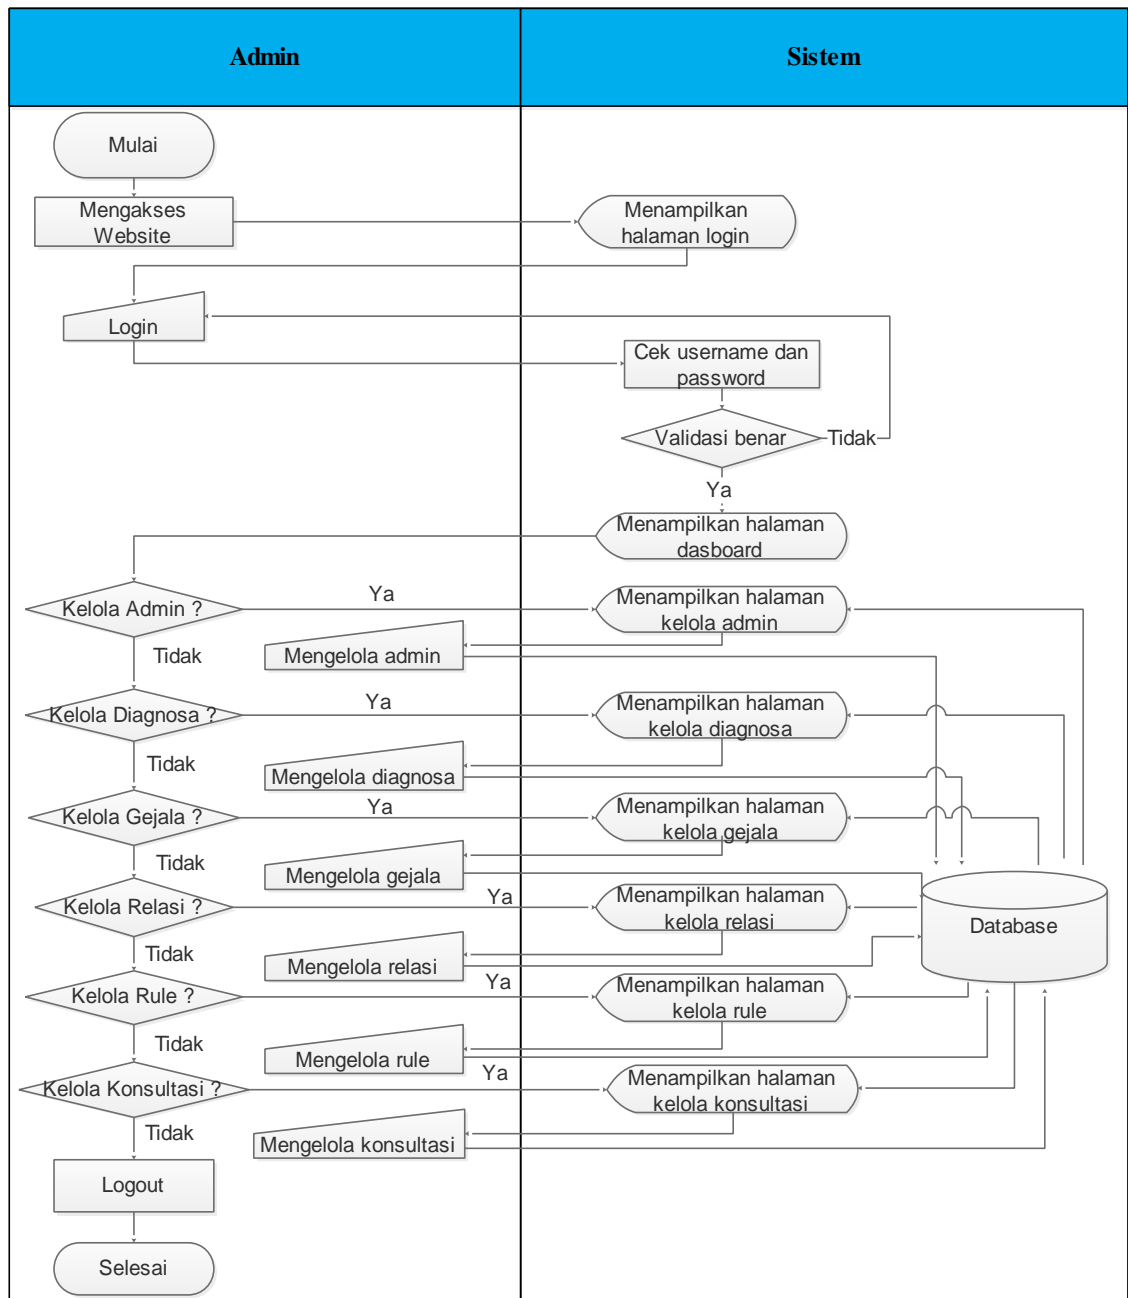 Admin
Sistem
Mulai
Mengakses
Website
Menampilkan
halaman login
Login
Cek username dan
password
Validasi benar
Tidak
Ya
Menampilkan halaman
dasboard
Kelola Admin ?
Ya
Menampilkan halaman
kelola admin
Tidak
Mengelola admin
Kelola Diagnosa ?
Ya
Menampilkan halaman
kelola diagnosa
Tidak
Mengelola diagnosa
Kelola Gejala ?
Ya
Menampilkan halaman
kelola gejala
Tidak
Mengelola gejala
Kelola Relasi ?
Ya
Menampilkan halaman
kelola relasi
Database
Tidak
Mengelola relasi
Kelola Rule ?
Ya
Menampilkan halaman
kelola rule
Tidak
Mengelola rule
Kelola Konsultasi ?
Ya
Menampilkan halaman
kelola konsultasi
Tidak
Mengelola konsultasi
Logout
Selesai